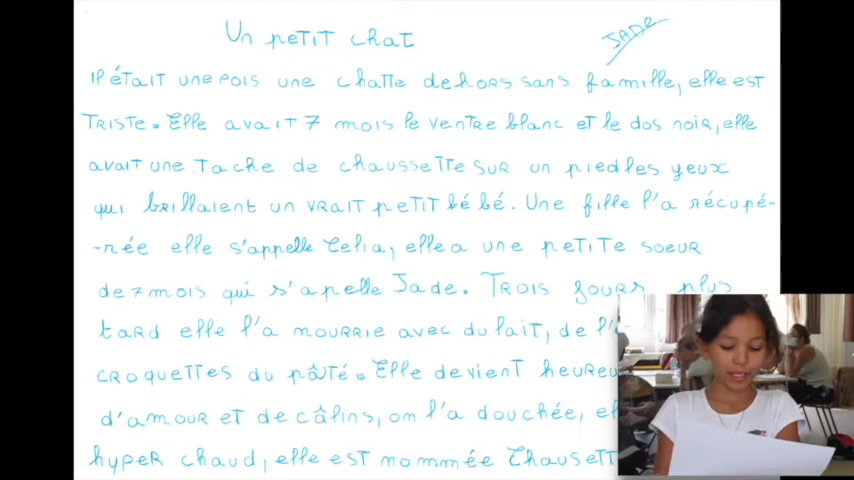 Un petit chat
JADE
Il était une fois une chatte dehors sans famille, elle est
triste. Elle avait 7 mois le ventre blanc et le dos noir, elle
avait une tache de chaussette sur un pied les yeux
qui brillaient un vrait petit bébé. Une fille l'a récupé-
-rée elle s'appelle Celia, elle a une petite soeur
de 7 mois qui s'apelle Jade. Trois jours plus
tard elle l'a nourrie avec du lait, de
croquettes du pâté. Elle devient
d'amour et de câlins, on l'a douchée,
hyper chaud, elle est nommée